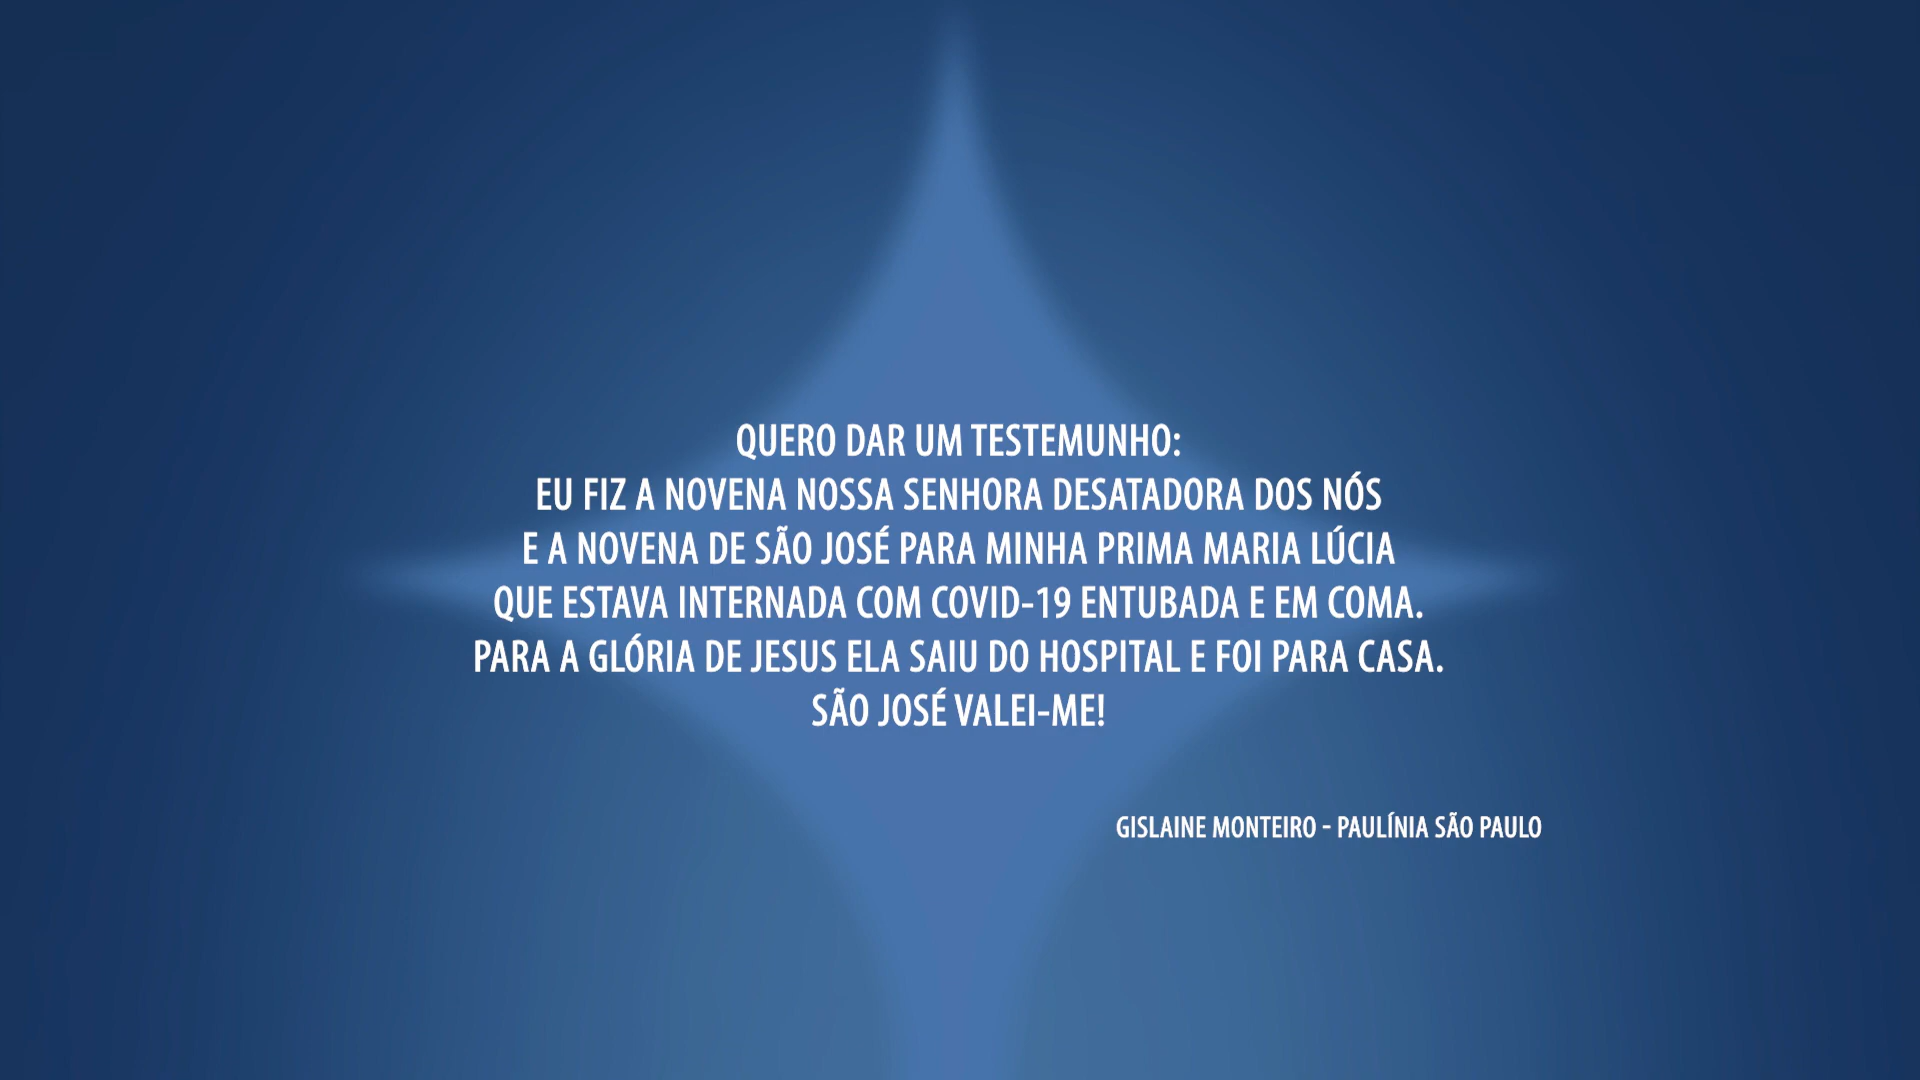 QUERO DAR UM TESTEMUNHO:
EU FIZ A NOVENA NOSSA SENHORA DESATADORA DOS NÓS
E A NOVENA DE SÃO JOSÉ PARA MINHA PRIMA MARIA LÚCIA
QUE ESTAVA INTERNADA COM COVID-19 ENTUBADA E EM COMA.
PARA A GLÓRIA DE JESUS ELA SAIU DO HOSPITAL E FOI PARA CASA.
SÃO JOSÉ VALEI-ME!
GISLAINE MONTEIRO - PAULÍNIA SÃO PAULO